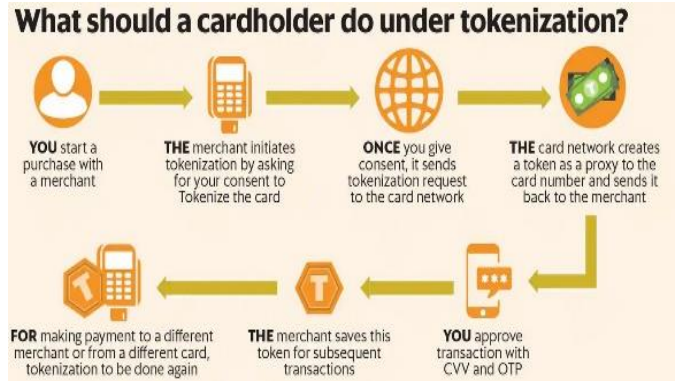 What should a cardholder do under tokenization?
YOU start a
purchase with
a merchant
THE merchant initiates
tokenization by asking
for your consent to
Tokenize the card
ONCE you give
consent, it sends
tokenization request
to the card network
THE card network creates
a token as a proxy to the
card number and sends it
back to the merchant
YOU approve
transaction with
CVV and OTP
THE merchant saves this
token for subsequent
transactions
T
FOR making payment to a different
merchant or from a different card,
tokenization to be done again
T